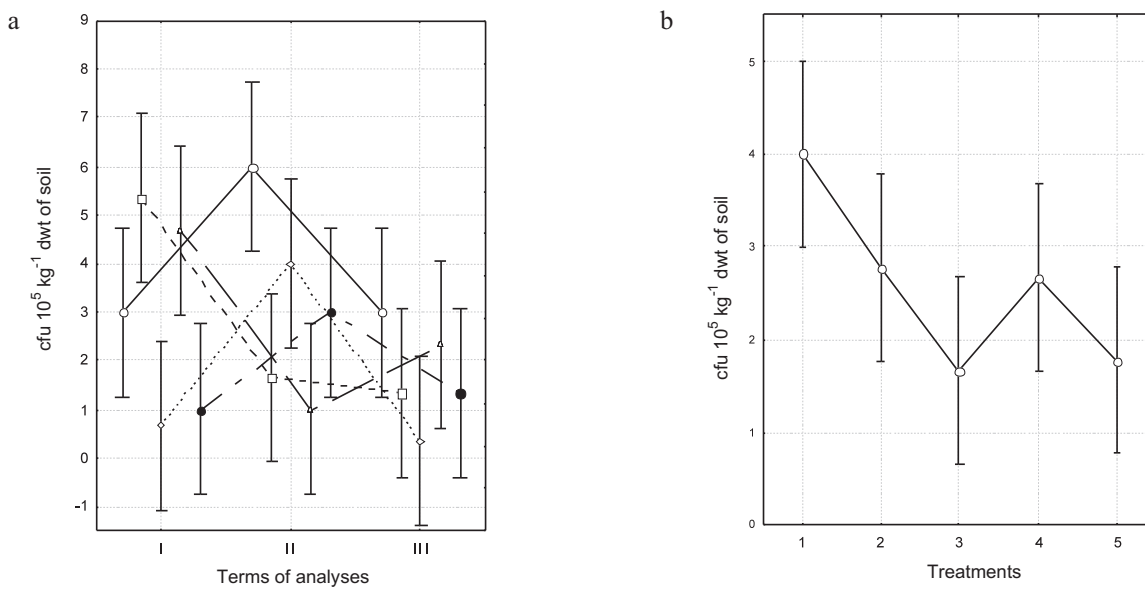 a
9
8
7
6
5
4
3
2
1
0
-1
cfu 10⁵ kg⁻¹ dwt of soil
I II III
Terms of analyses
b
5
4
3
2
1
0
cfu 10⁵ kg⁻¹ dwt of soil
1 2 3 4 5
Treatments